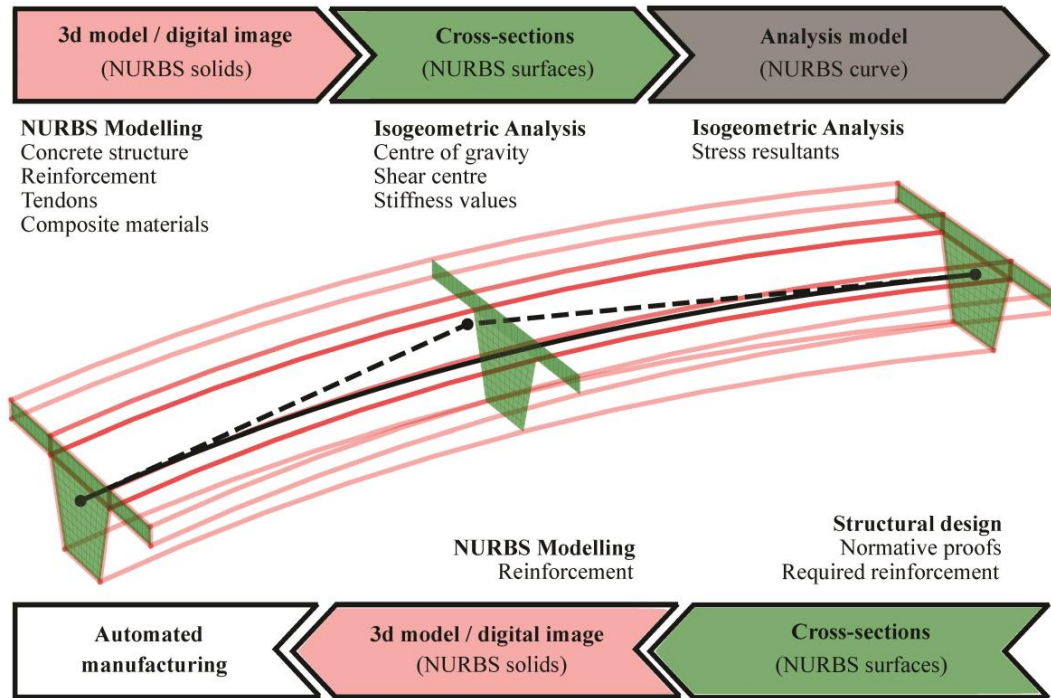 3d model / digital image
(NURBS solids)
Cross-sections
(NURBS surfaces)
Analysis model
(NURBS curve)
NURBS Modelling
Concrete structure
Reinforcement
Tendons
Composite materials
Isogeometric Analysis
Centre of gravity
Shear centre
Stiffness values
Isogeometric Analysis
Stress resultants
NURBS Modelling
Reinforcement
Structural design
Normative proofs
Required reinforcement
Automated
manufacturing
3d model / digital image
(NURBS solids)
Cross-sections
(NURBS surfaces)